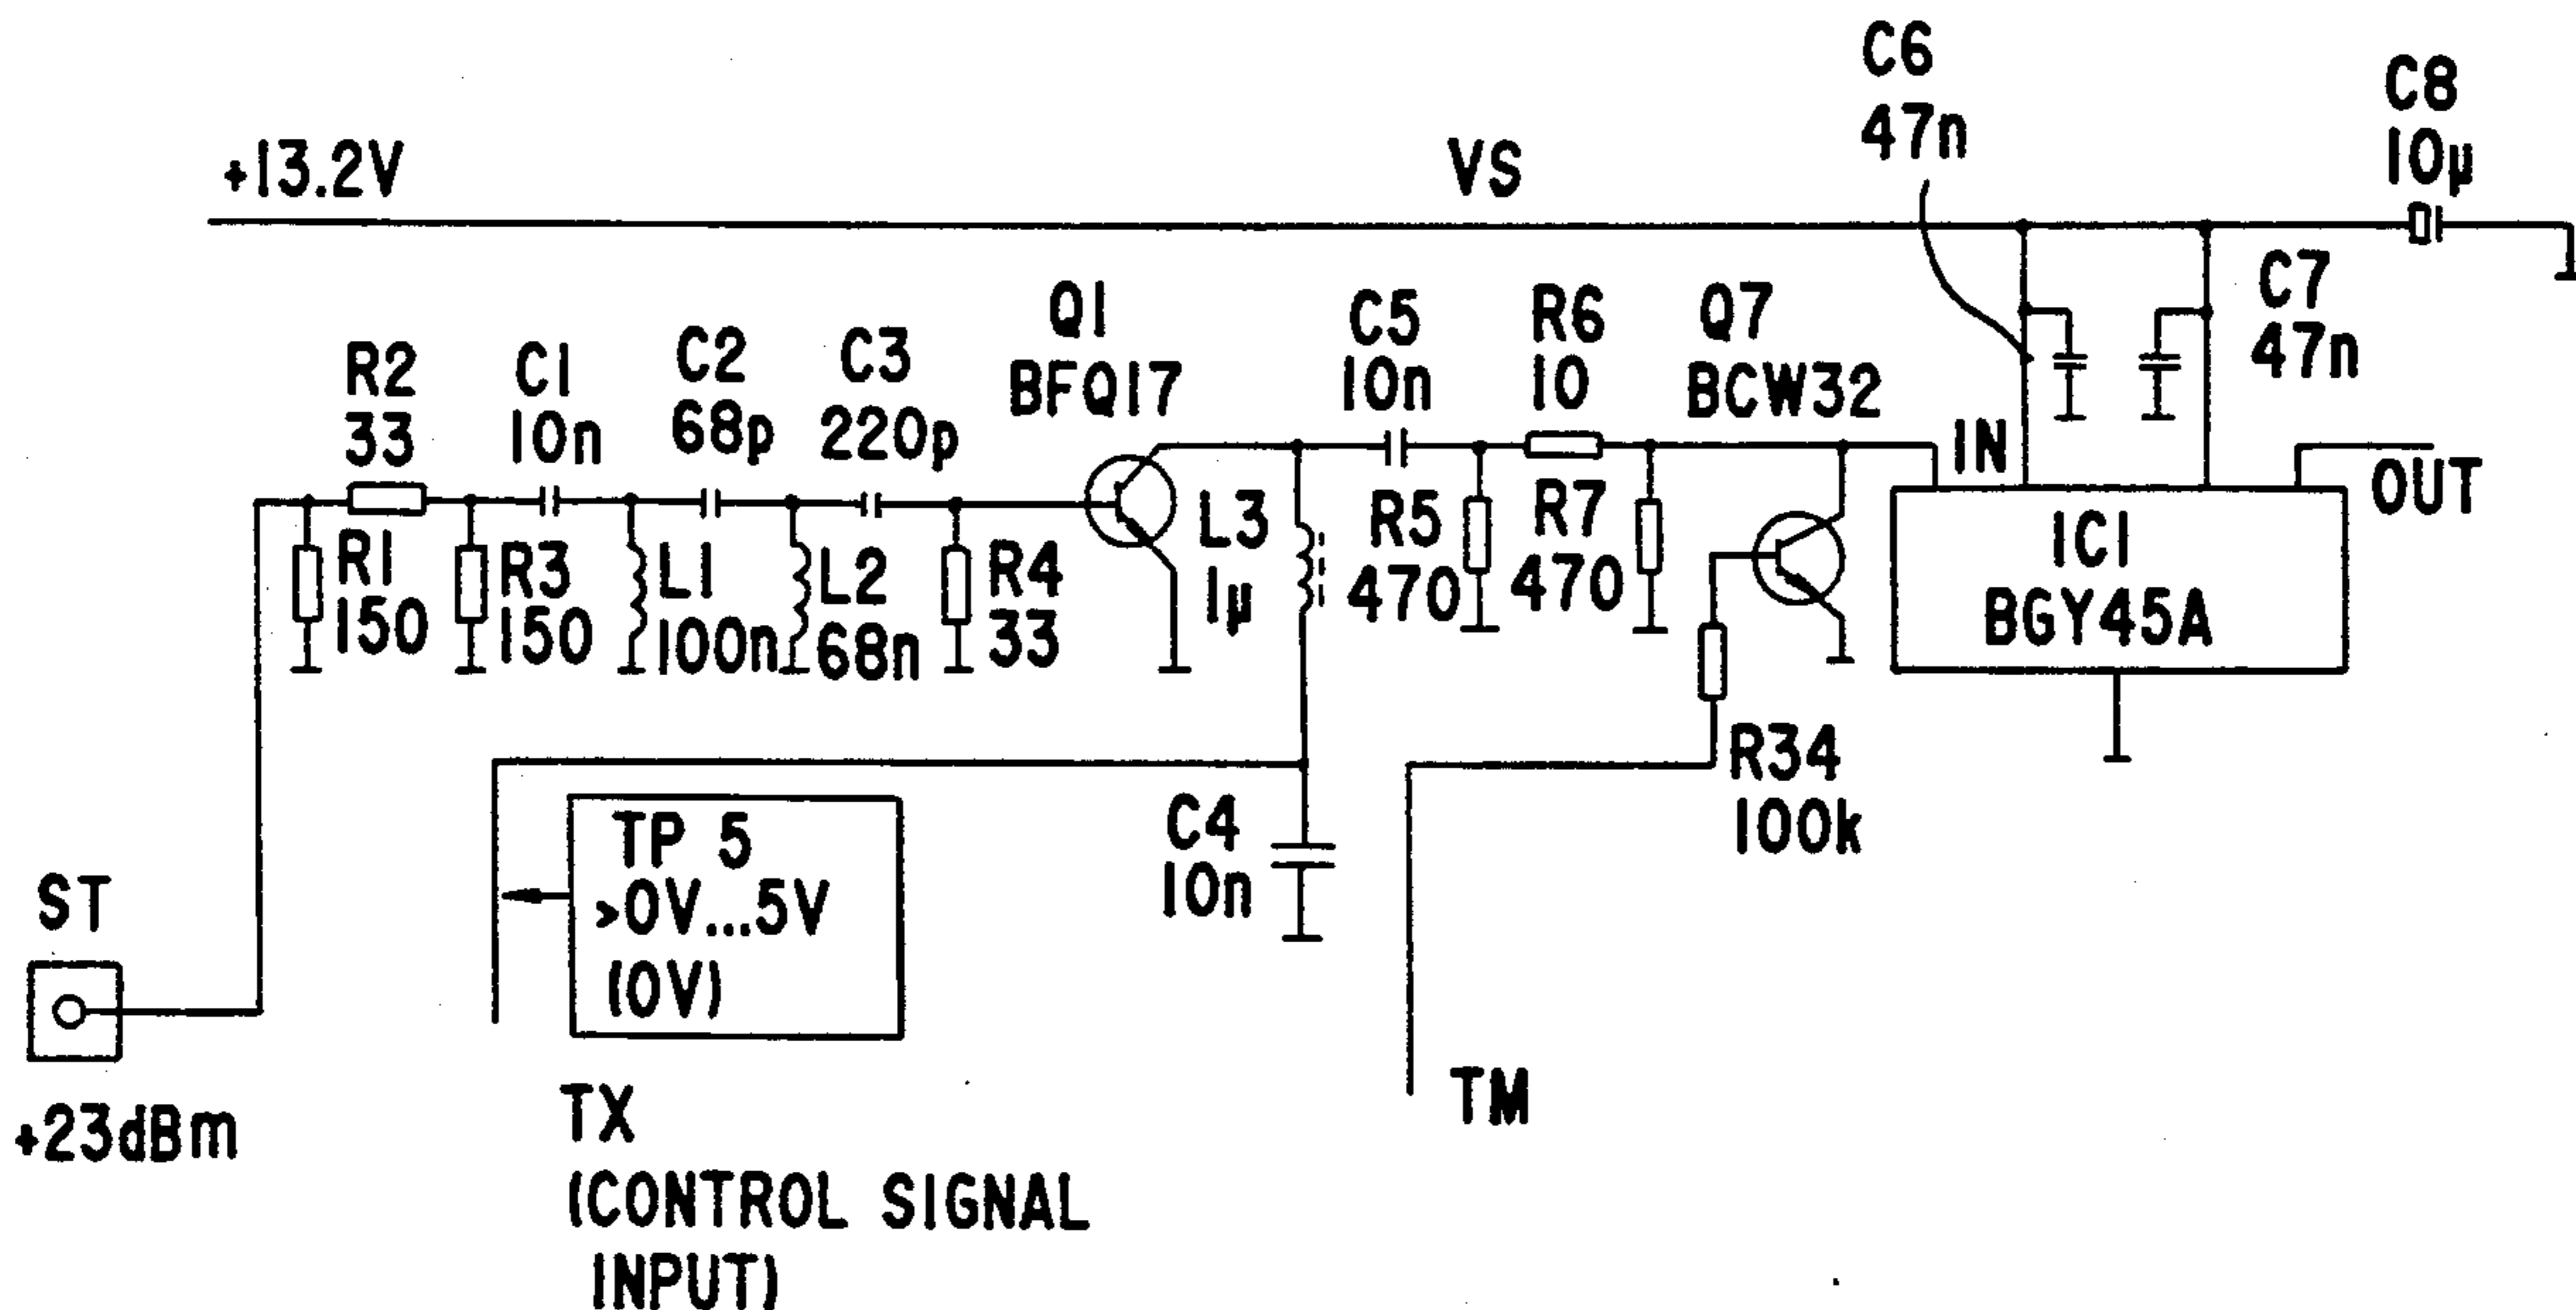 C6
47n
C8
10µ
+13.2V
VS
C7
47n
Q1
BFQ17
C5
10n
R6
10
Q7
BCW32
R2
33
C1
10n
C2
68p
C3
220p
IN
OUT
R1
150
R3
150
L1
100n
L2
68n
R4
33
L3
1µ
R5
470
R7
470
IC1
BGY45A
R34
100k
TP 5
>0V...5V
(0V)
C4
10n
ST
+23dBm
TX
(CONTROL SIGNAL
INPUT)
TM